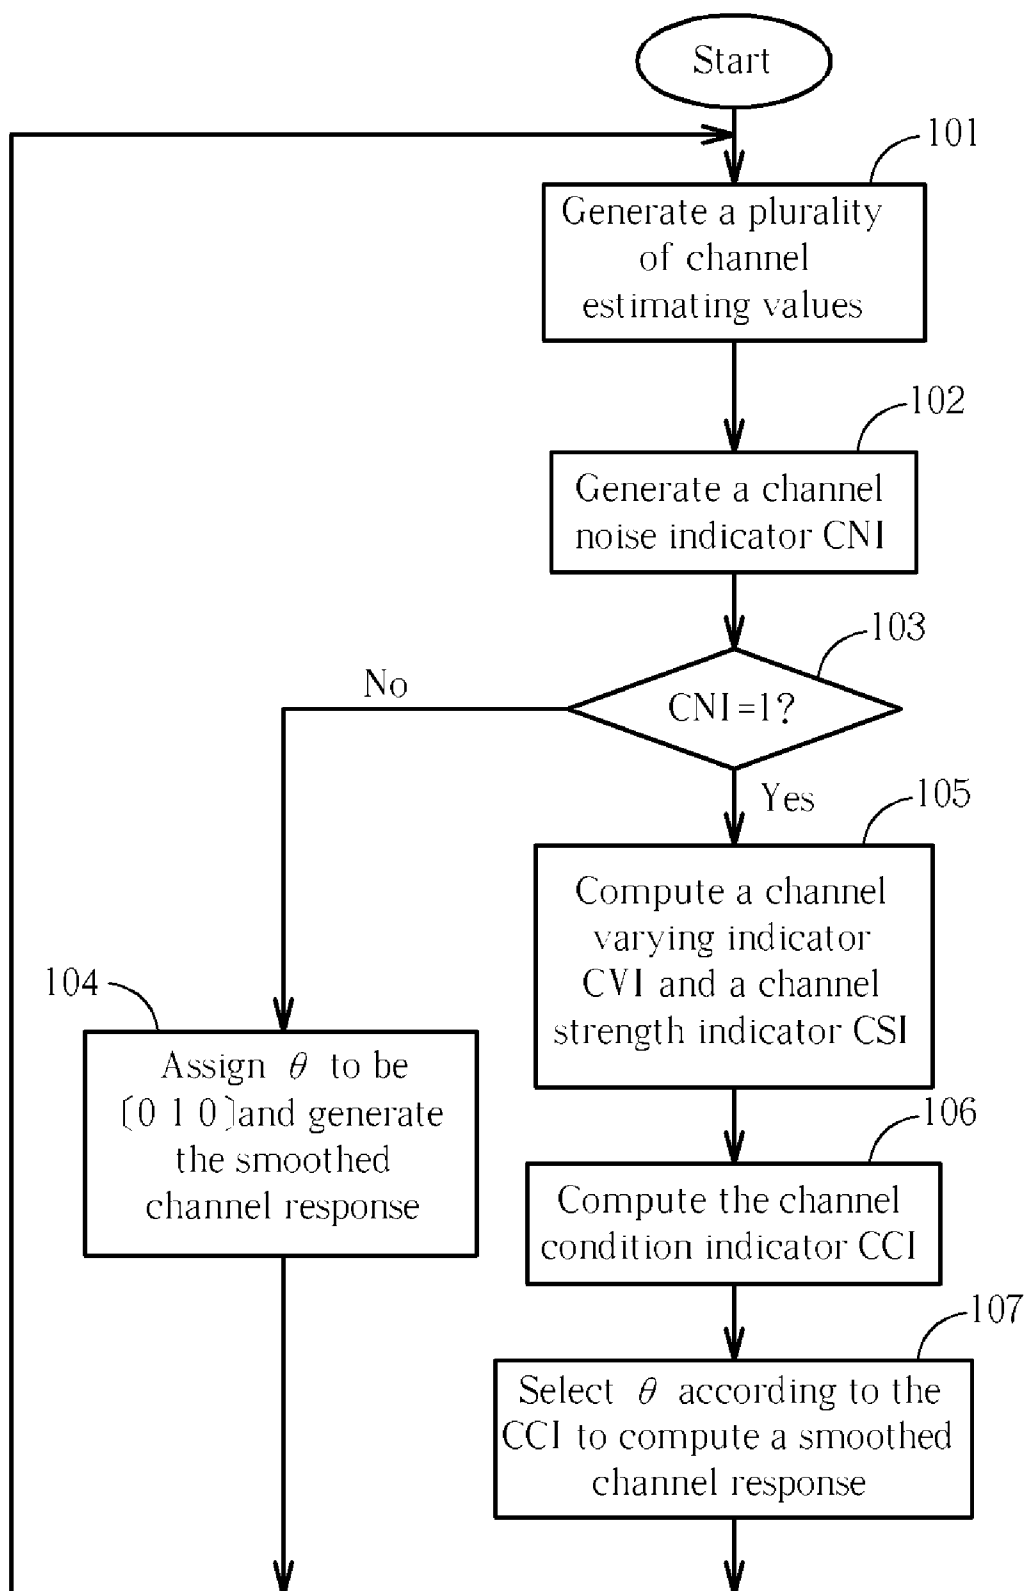 Start
101
Generate a plurality
of channel
estimating values
102
Generate a channel
noise indicator CNI
103
CNI=1?
No
Yes
105
Compute a channel
varying indicator
CVI and a channel
strength indicator CSI
104
Assign θ to be
[0 1 0]and generate
the smoothed
channel response
106
Compute the channel
condition indicator CCI
107
Select θ according to the
CCI to compute a smoothed
channel response